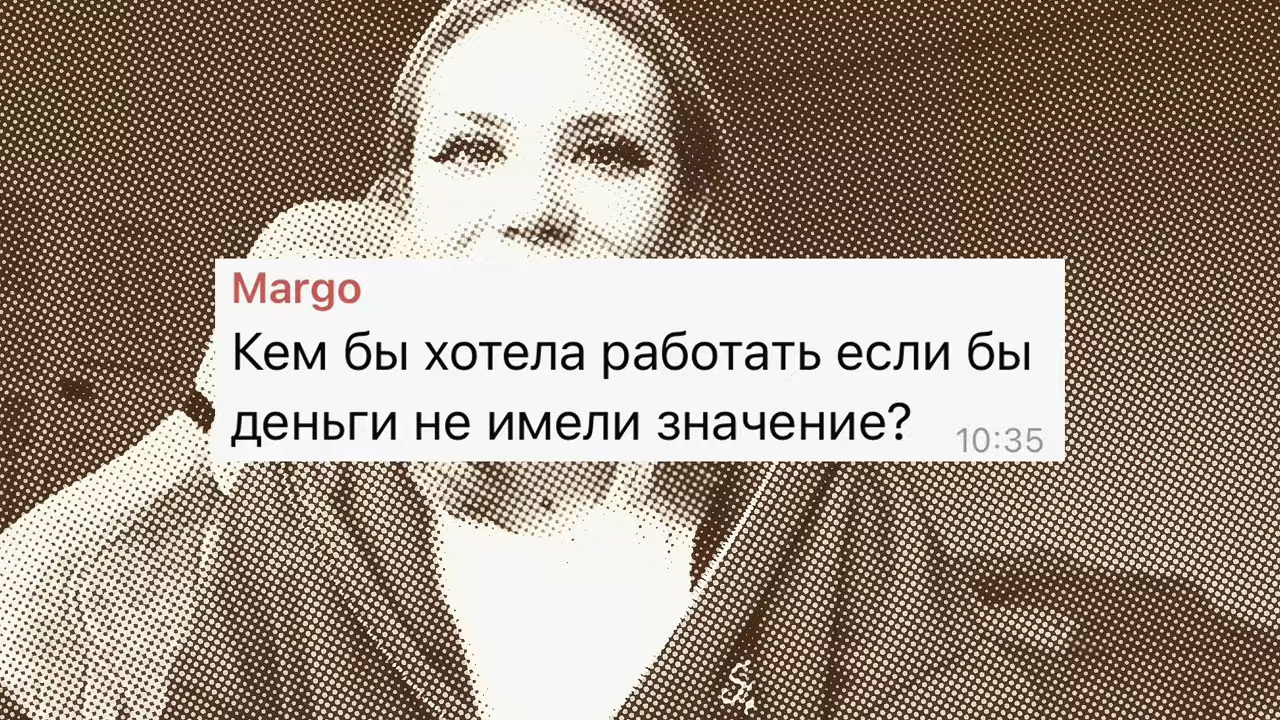 Margo
Кем бы хотела работать если бы
деньги не имели значение?
10:35